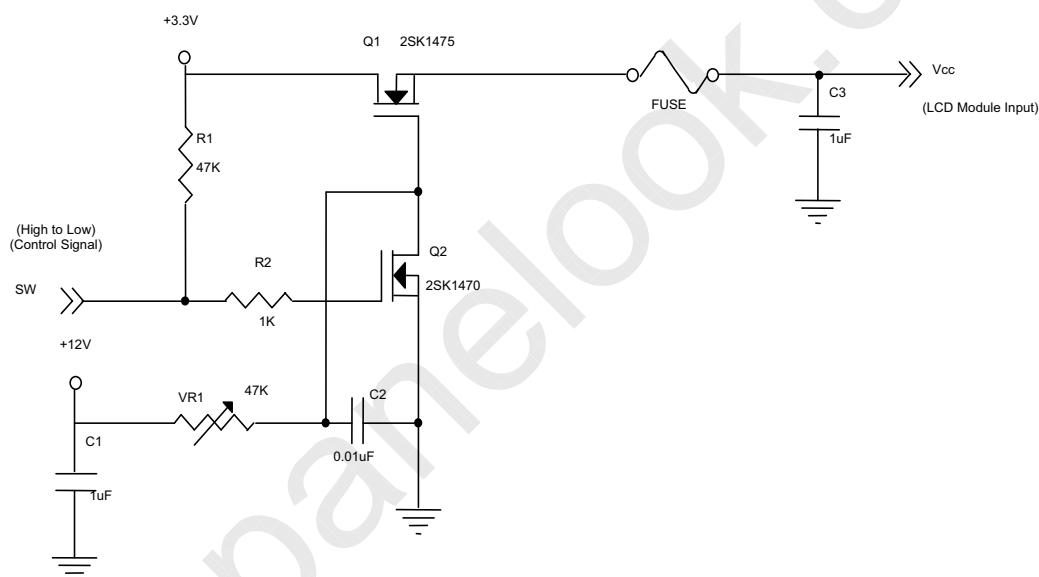 +3.3V
Q1 2SK1475
Vcc
FUSE
C3
(LCD Module Input)
1uF
R1
47K
(High to Low)
(Control Signal)
SW
R2
1K
Q2
2SK1470
+12V
VR1
47K
C2
0.01uF
C1
1uF
panelook.c